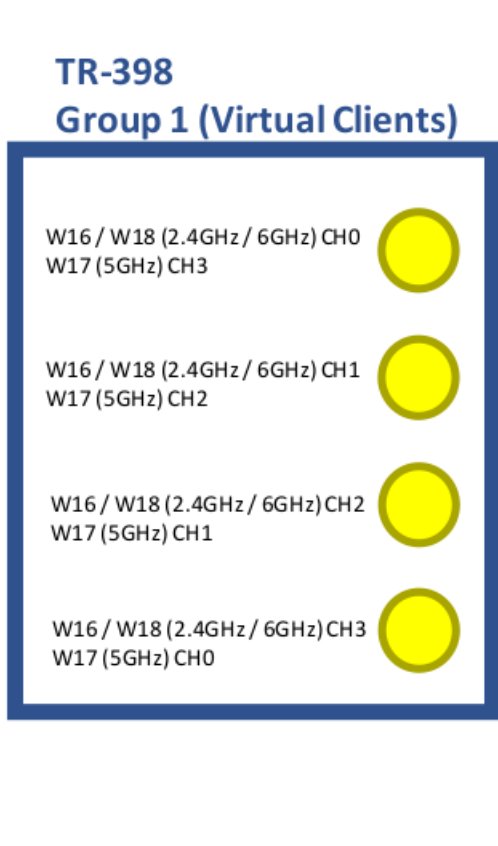 TR-398
Group 1 (Virtual Clients)
W16 / W18 (2.4GHz / 6GHz) CH0
W17 (5GHz) CH3
W16 / W18 (2.4GHz / 6GHz) CH1
W17 (5GHz) CH2
W16 / W18 (2.4GHz / 6GHz) CH2
W17 (5GHz) CH1
W16 / W18 (2.4GHz / 6GHz) CH3
W17 (5GHz) CH0